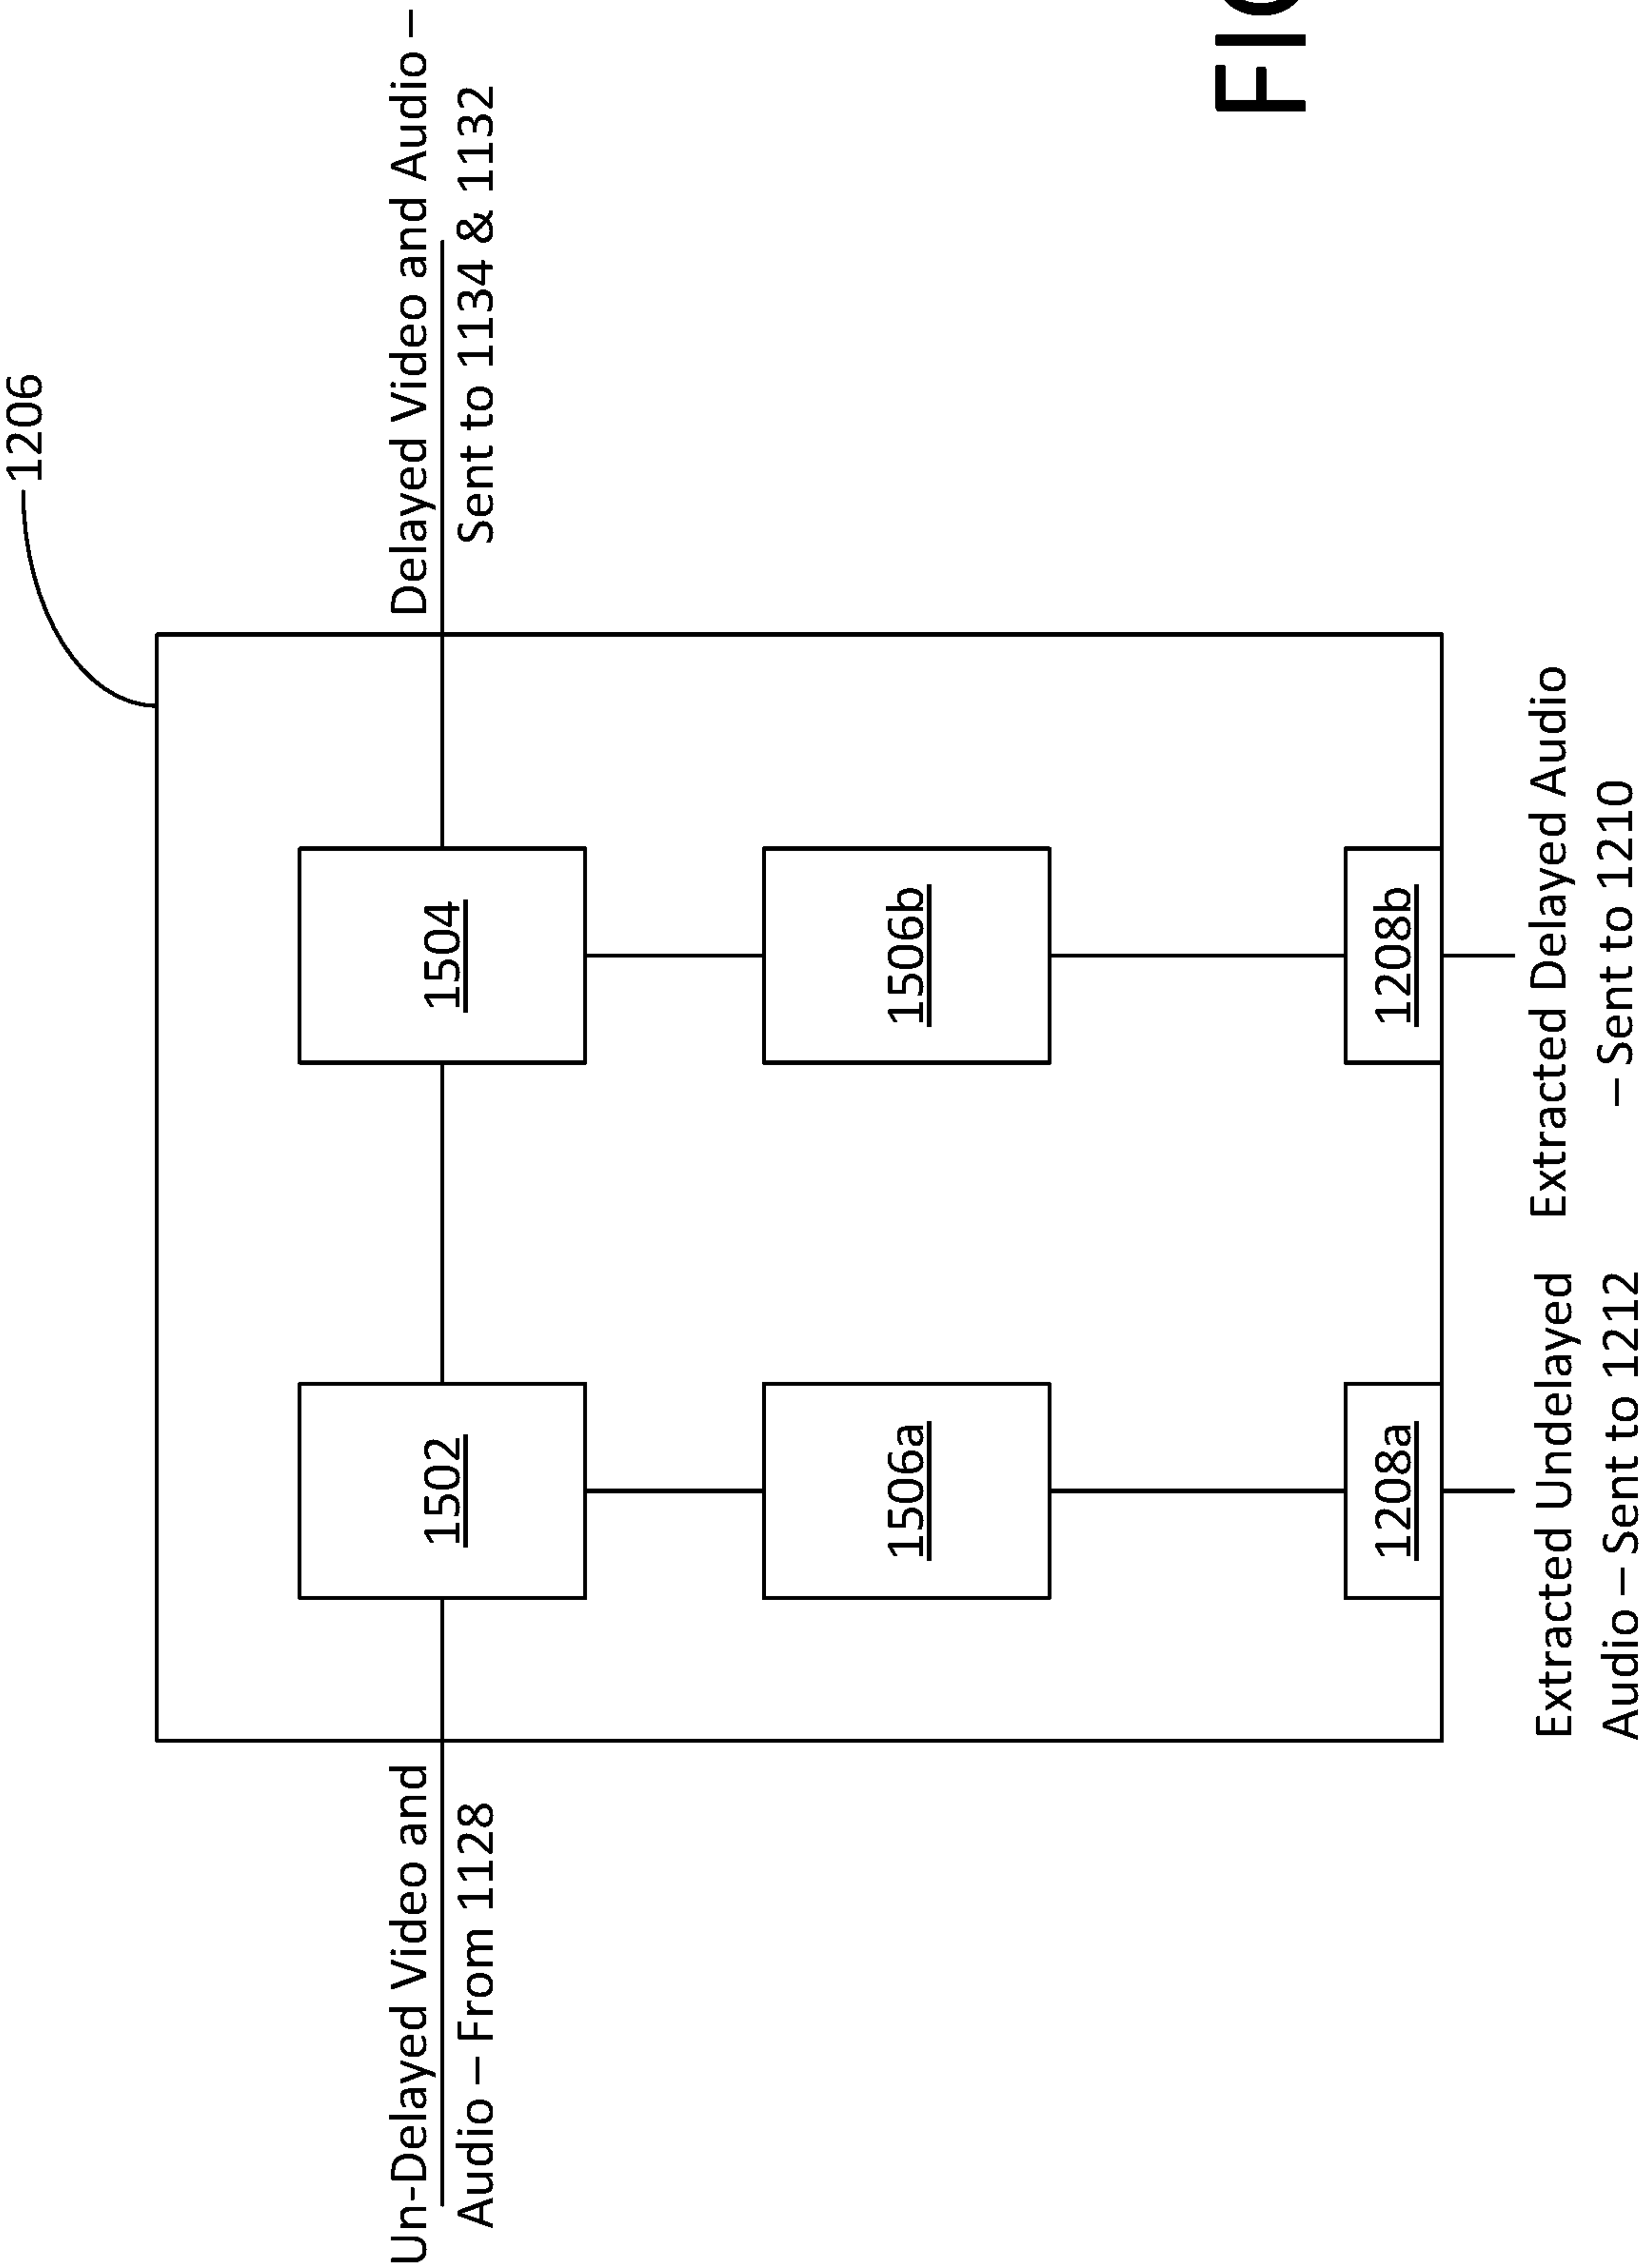 1206
Un-Delayed Video and
Audio – From 1128
Delayed Video and Audio –
Sent to 1134 & 1132
1502
1504
1506a
1506b
1208a
1208b
Extracted Undelayed
Audio – Sent to 1212
Extracted Delayed Audio
– Sent to 1210